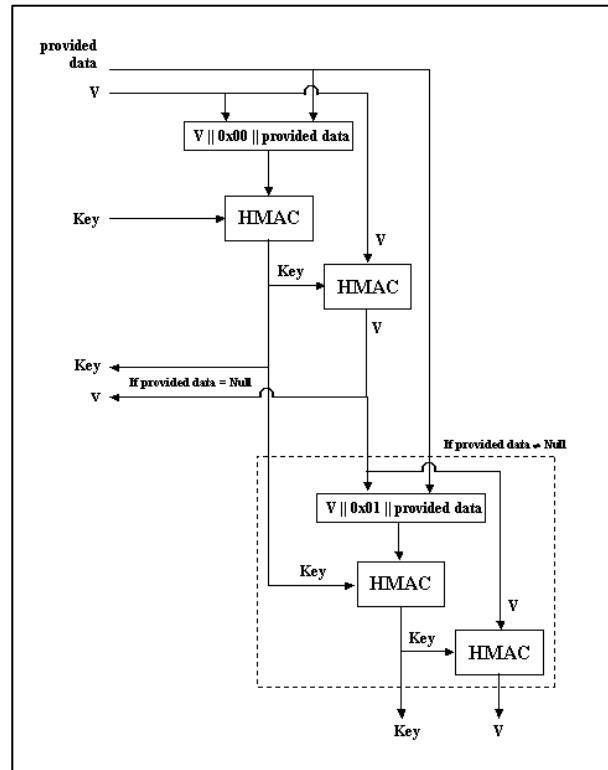 provided
data
V
V || 0x00 || provided data
Key
HMAC
V
Key
HMAC
V
Key
If provided data = Null
V
If provided data ≠ Null
V || 0x01 || provided data
Key
HMAC
V
Key
HMAC
Key
V